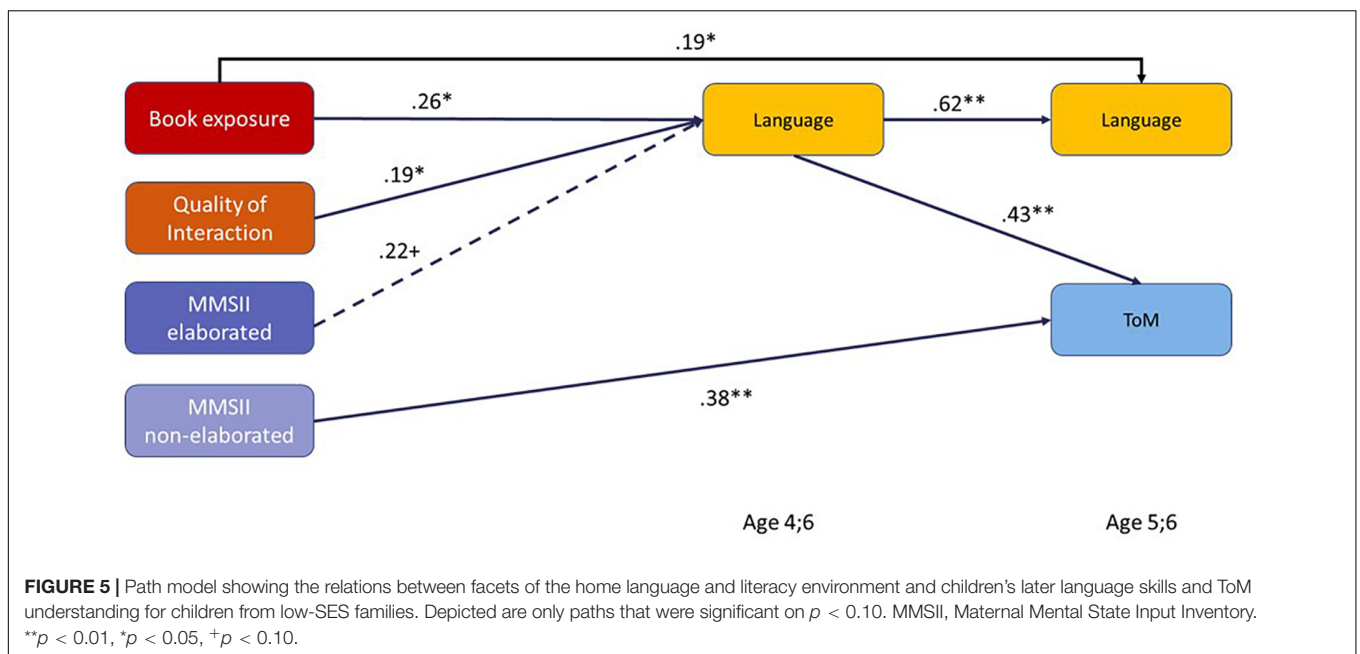 .19*
Book exposure
.26*
Language
.62**
Language
.19*
Quality of
Interaction
.43**
.22+
MMSII
elaborated
ToM
MMSII
non-elaborated
.38**
Age 4;6
Age 5;6
FIGURE 5 | Path model showing the relations between facets of the home language and literacy environment and children’s later language skills and ToM
understanding for children from low-SES families. Depicted are only paths that were significant on p < 0.10. MMSII, Maternal Mental State Input Inventory.
**p < 0.01, *p < 0.05, +p < 0.10.